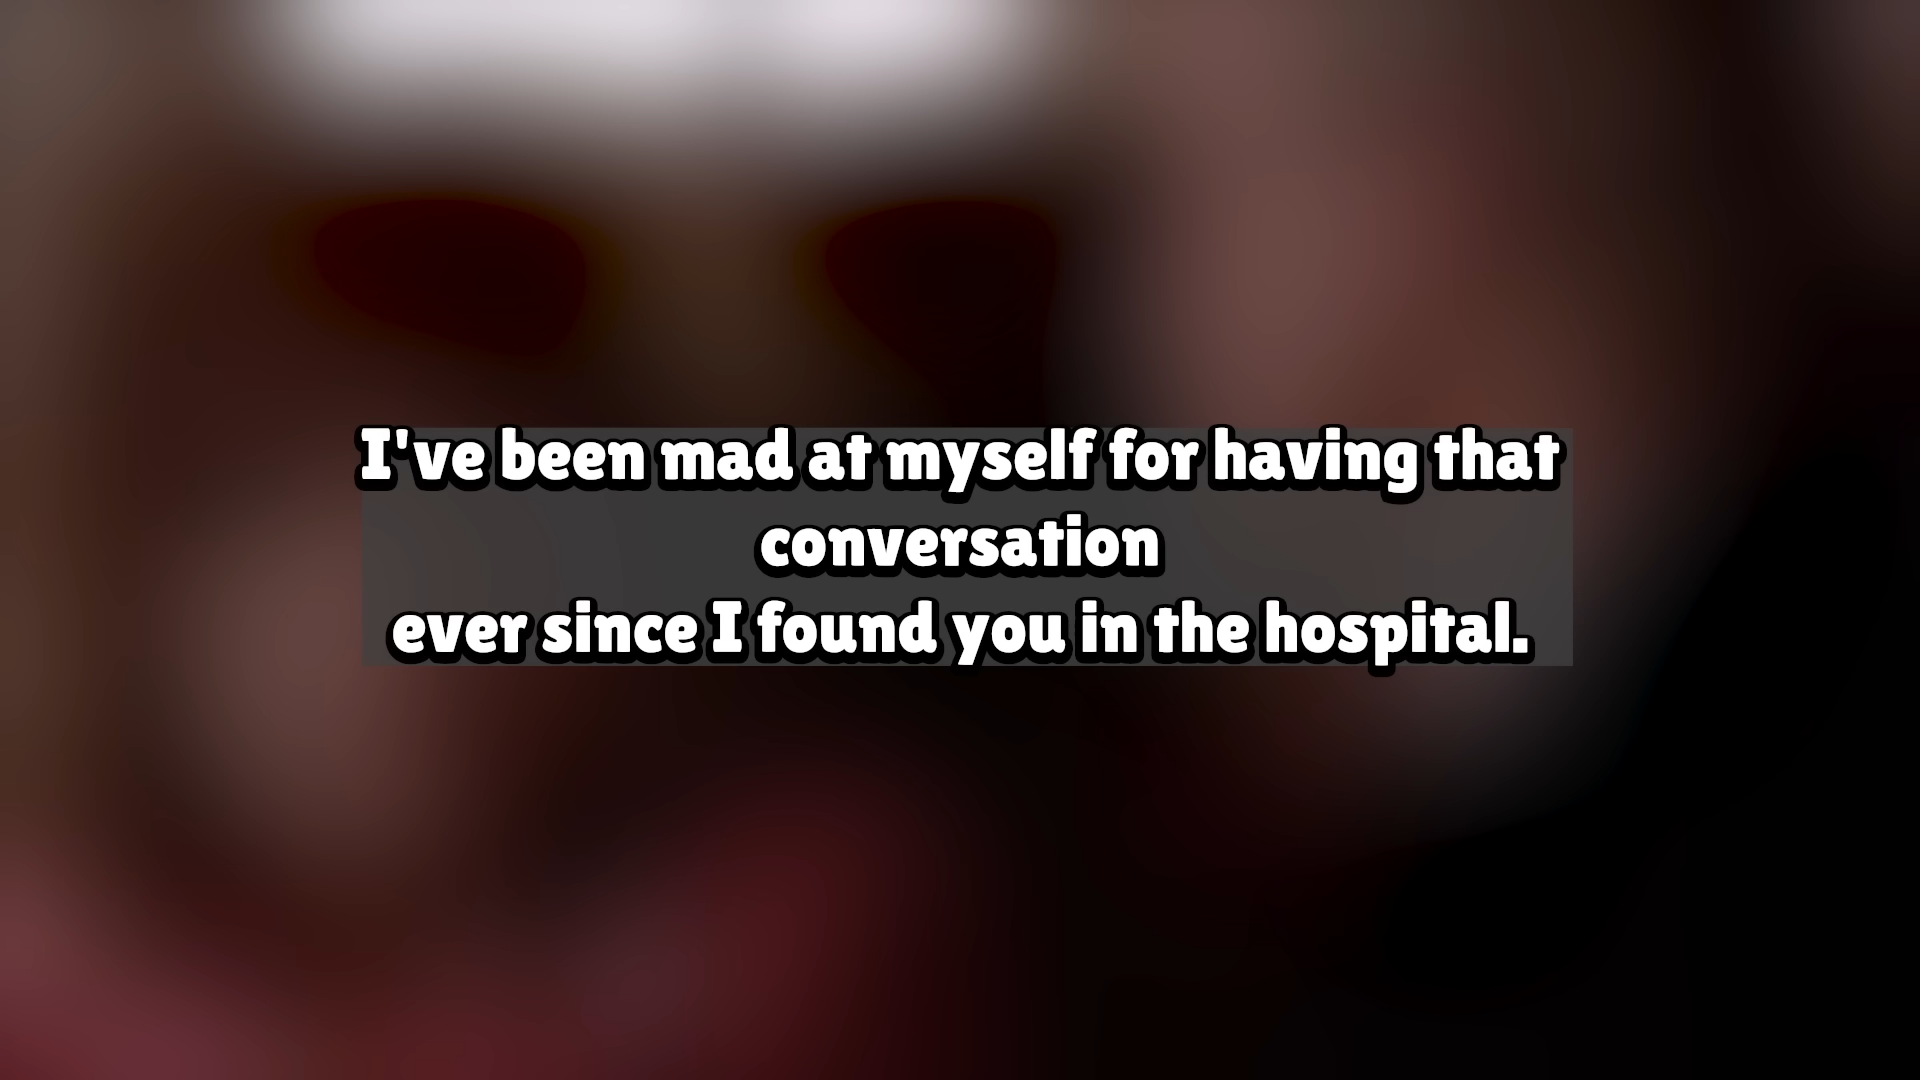 I've been mad at myself for having that
conversation
ever since I found you in the hospital.